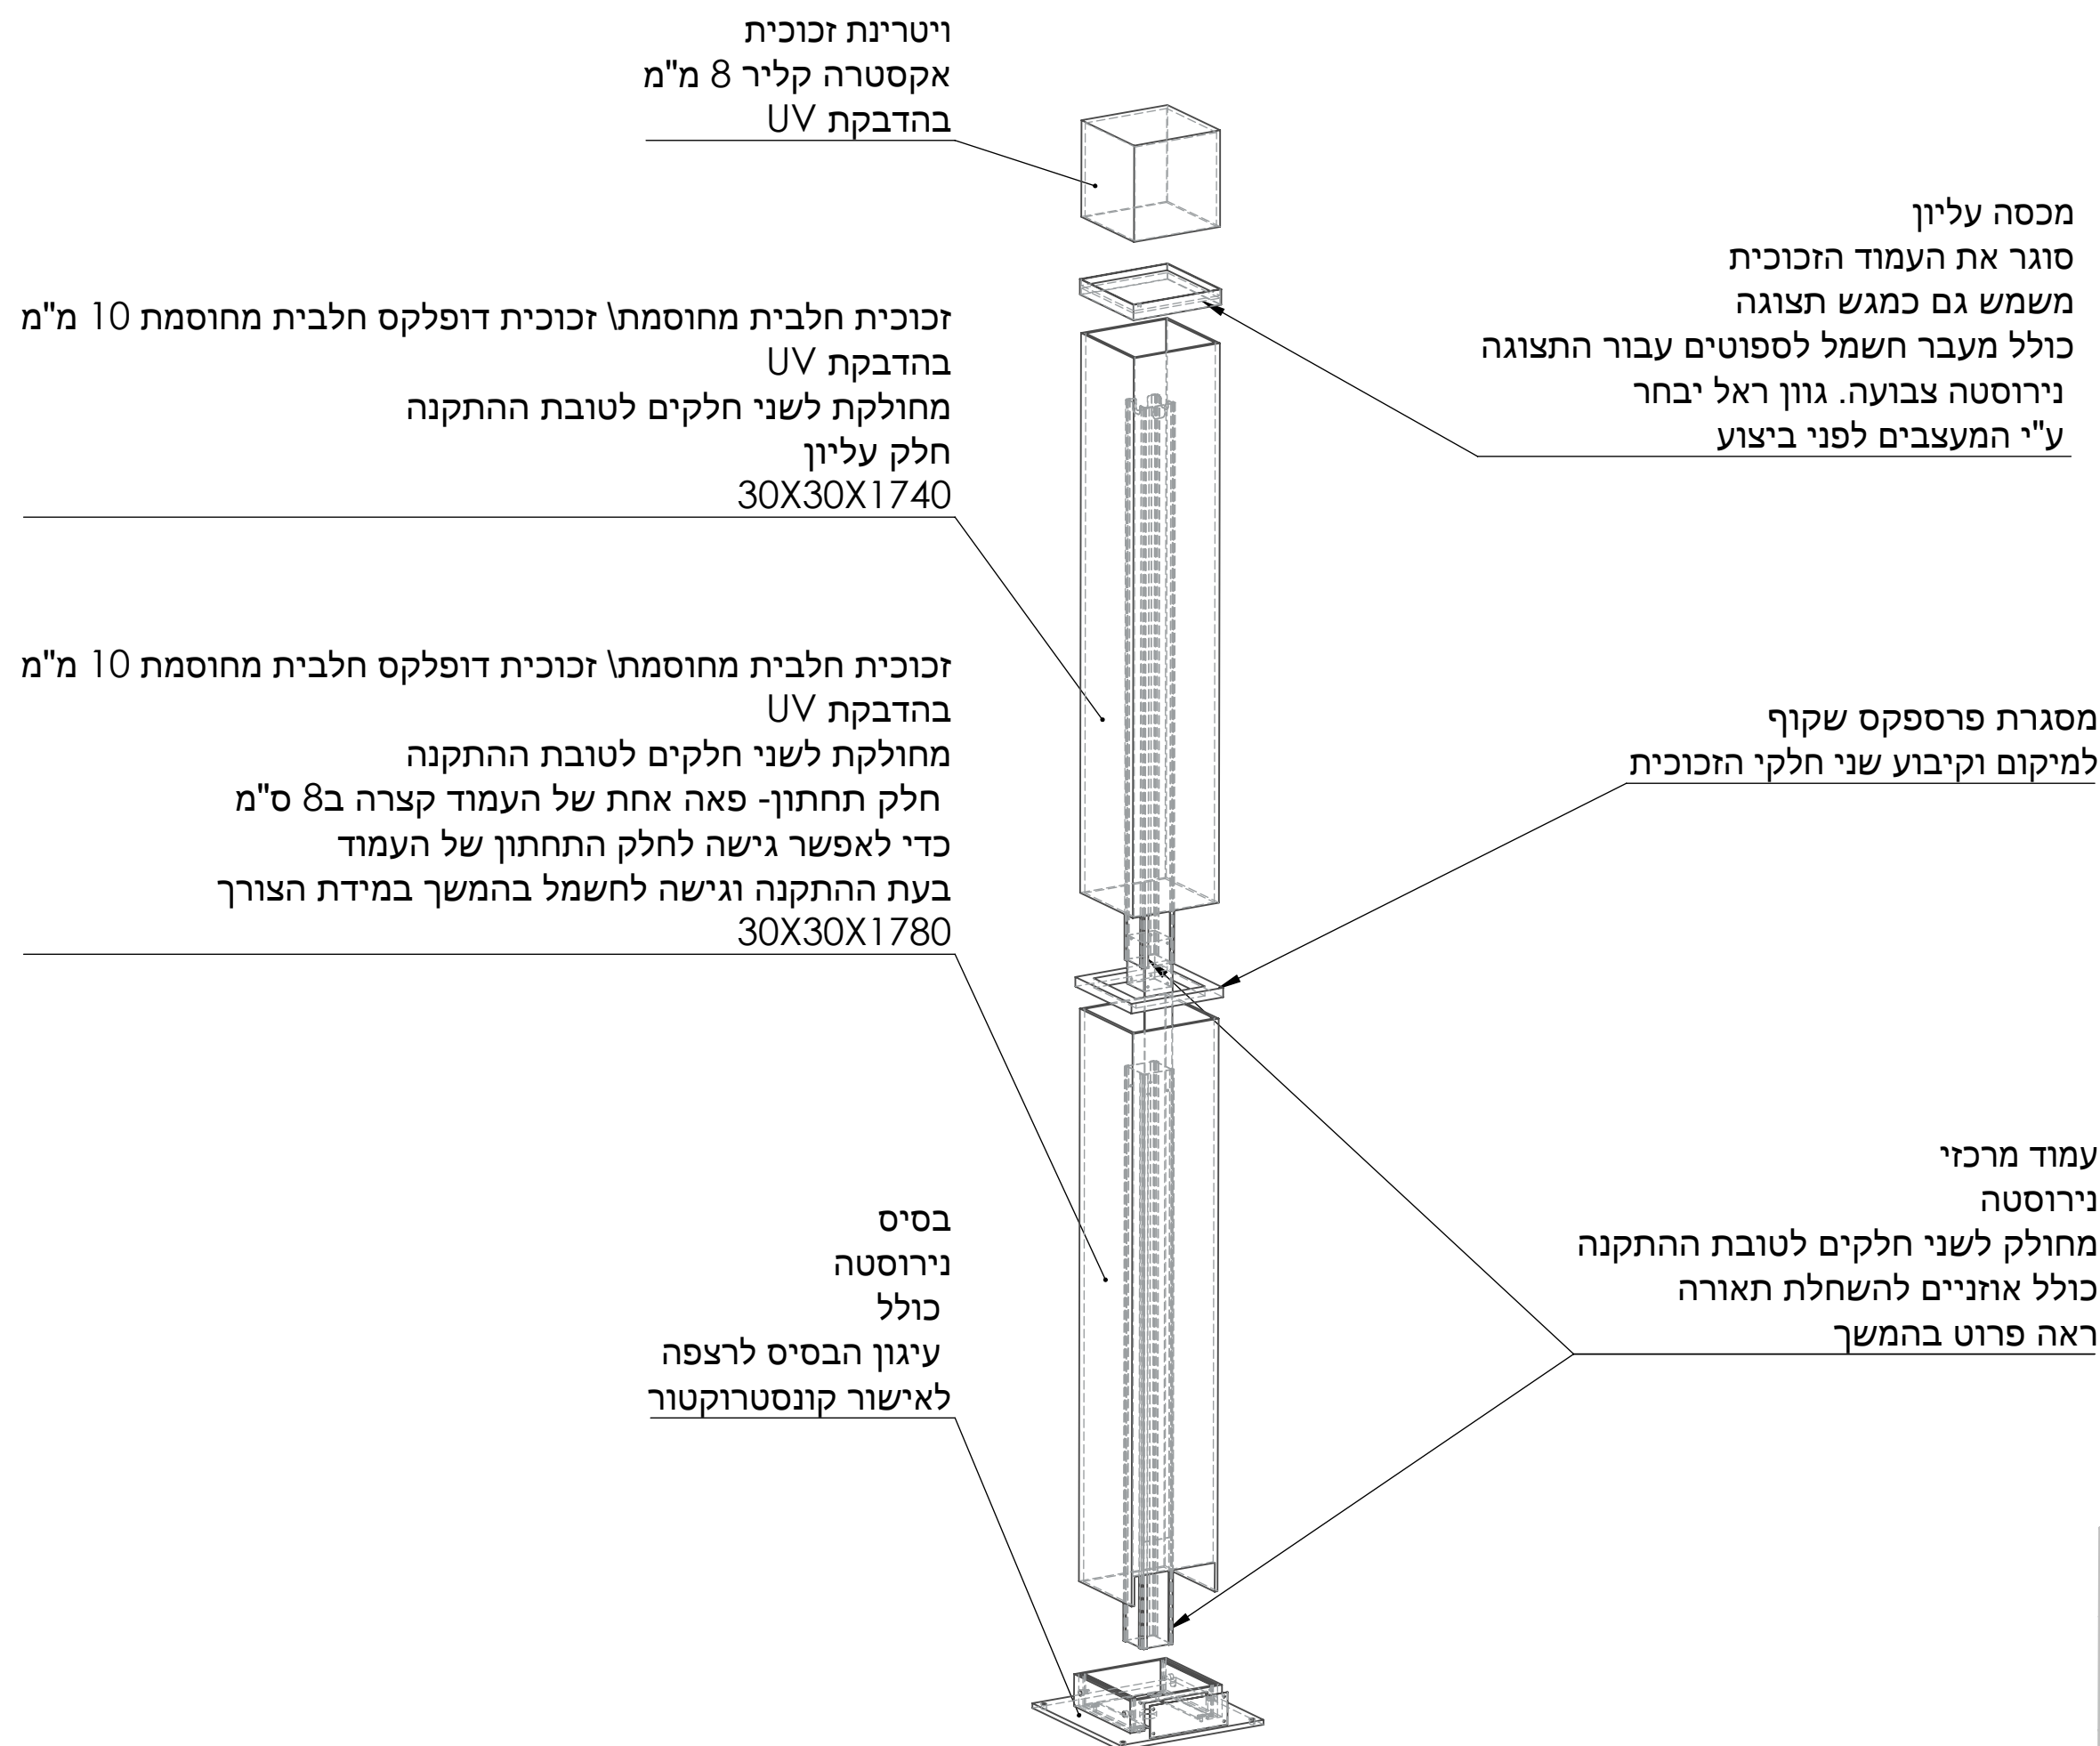 ויטרינת זכוכית
אקסטרה קליר 8 מ"מ
בהדבקת UV
מכסה עליון
סוגר את העמוד הזכוכית
משמש גם כמגש תצוגה
כולל מעבר חשמל לספוטים עבור התצוגה
נירוסטה צבועה. גוון ראל יבחר
ע"י המעצבים לפני ביצוע
זכוכית חלבית מחוסמת\ זכוכית דופלקס חלבית מחוסמת 10 מ"מ
בהדבקת UV
מחולקת לשני חלקים לטובת ההתקנה
חלק עליון
30X30X1740
זכוכית חלבית מחוסמת\ זכוכית דופלקס חלבית מחוסמת 10 מ"מ
בהדבקת UV
מחולקת לשני חלקים לטובת ההתקנה
חלק תחתון- פאה אחת של העמוד קצרה ב8 ס"מ
כדי לאפשר גישה לחלק התחתון של העמוד
בעת ההתקנה וגישה לחשמל בהמשך במידת הצורך
30X30X1780
מסגרת פרספקס שקוף
למיקום וקיבוע שני חלקי הזכוכית
עמוד מרכזי
נירוסטה
מחולק לשני חלקים לטובת ההתקנה
כולל אוזניים להשחלת תאורה
ראה פרוט בהמשך
בסיס
נירוסטה
כולל
עיגון הבסיס לרצפה
לאישור קונסטרוקטור